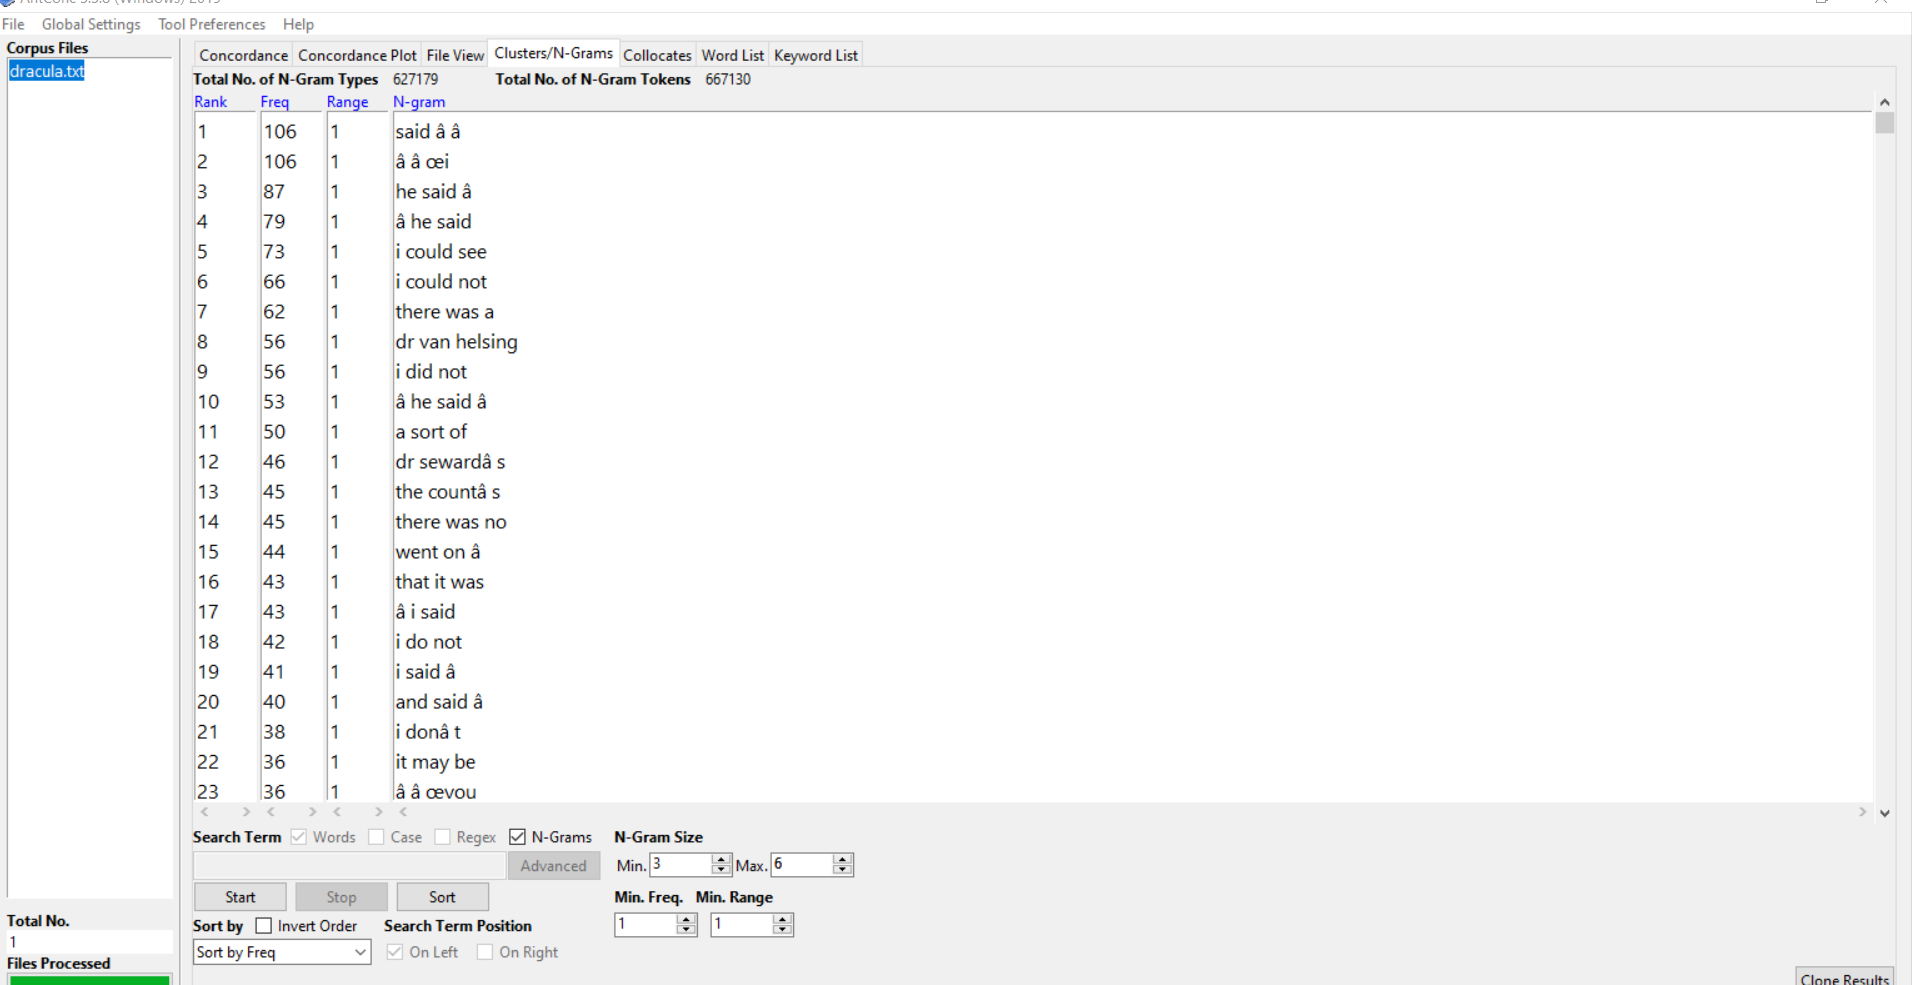 AntConc 3.5.8 (Windows) 2019
File Global Settings Tool Preferences Help
Corpus Files
dracula.txt
Concordance Concordance Plot File View Clusters/N-Grams Collocates Word List Keyword List
Total No. of N-Gram Types 627179 Total No. of N-Gram Tokens 667130
Rank Freq Range N-gram
1 106 1 said â â
2 106 1 â â œi
3 87 1 he said â
4 79 1 â he said
5 73 1 i could see
6 66 1 i could not
7 62 1 there was a
8 56 1 dr van helsing
9 56 1 i did not
10 53 1 â he said â
11 50 1 a sort of
12 46 1 dr sewardâ s
13 45 1 the countâ s
14 45 1 there was no
15 44 1 went on â
16 43 1 that it was
17 43 1 â i said
18 42 1 i do not
19 41 1 i said â
20 40 1 and said â
21 38 1 i donâ t
22 36 1 it may be
23 36 1 â â œyou
Search Term Words Case Regex N-Grams N-Gram Size
Advanced Min. 3 Max. 6
Start Stop Sort Min. Freq. Min. Range
Sort by Invert Order Search Term Position 1 1
Sort by Freq On Left On Right
Total No.
1
Files Processed
Clone Results